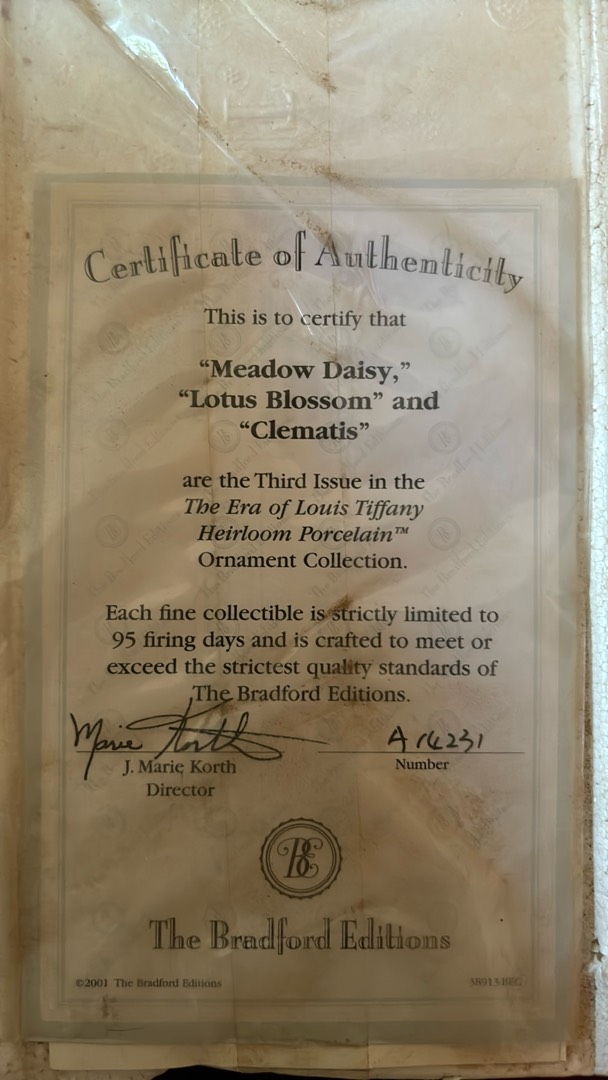 Certificate of Authenticity
This is to certify that
“Meadow Daisy,”
“Lotus Blossom” and
“Clematis”
are the Third Issue in the
The Era of Louis Tiffany
Heirloom Porcelain™
Ornament Collection.
Each fine collectible is strictly limited to
95 firing days and is crafted to meet or
exceed the strictest quality standards of
The Bradford Editions.
Marie Korth
J. Marie Korth
Director
Number
BE
The Bradford Editions
©2001 The Bradford Editions